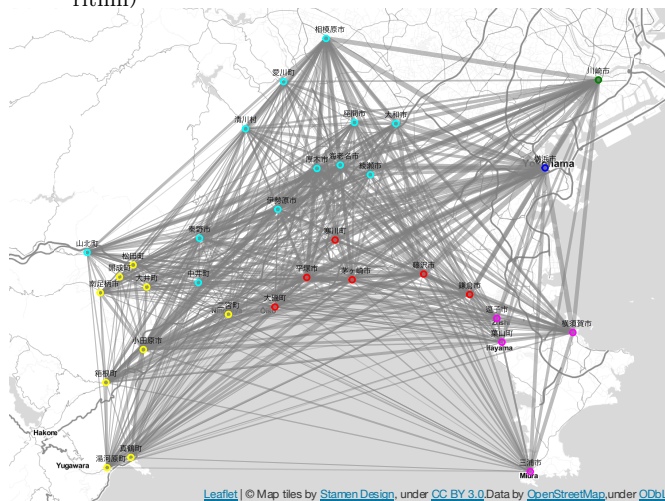 相模原市
川崎市
愛川町
座間市
大和市
清川村
海老名市
厚木市
綾瀬市
横浜市
伊勢原市
寒川町
秦野市
山北町
松田町
開成町
大井町
中井町
南足柄市
平塚市
茅ヶ崎市
藤沢市
鎌倉市
二宮町
大磯町
逗子市
Zushi
横須賀市
葉山町
Hayama
小田原市
箱根町
Hakone
真鶴町
湯河原町
Yugawara
三浦市
Miura
Leaflet | © Map tiles by Stamen Design, under CC BY 3.0.Data by OpenStreetMap,under ODbL